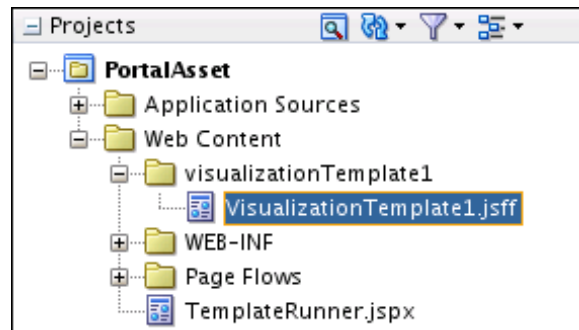 Projects
PortalAsset
Application Sources
Web Content
visualizationTemplate1
VisualizationTemplate1.jsff
WEB-INF
Page Flows
TemplateRunner.jspx